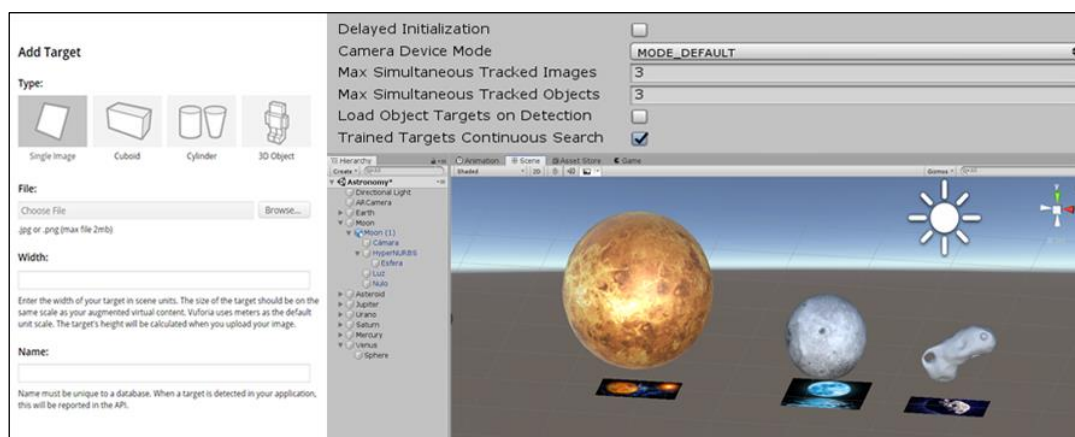 Add Target
Type:
Single Image
Cuboid
Cylinder
3D Object
File:
Choose File
Browse...
.jpg or .png (max file 2mb)
Width:
Enter the width of your target in scene units. The size of the target should be on the
same scale as your augmented virtual content. Vuforia uses meters as the default
unit scale. The target's height will be calculated when you upload your image.
Name:
Name must be unique to a database. When a target is detected in your application,
this will be reported in the API.
Delayed Initialization
Camera Device Mode
MODE_DEFAULT
Max Simultaneous Tracked Images
3
Max Simultaneous Tracked Objects
3
Load Object Targets on Detection
Trained Targets Continuous Search
Hierarchy
Create
Astronomy*
Directional Light
ARCamera
Earth
Moon
Moon (1)
Cámara
HyperNURBS
Esfera
Luz
Nulo
Asteroid
Jupiter
Urano
Saturn
Mercury
Venus
Sphere
Animation
Scene
Asset Store
Game
Shaded
2D
Gizmos